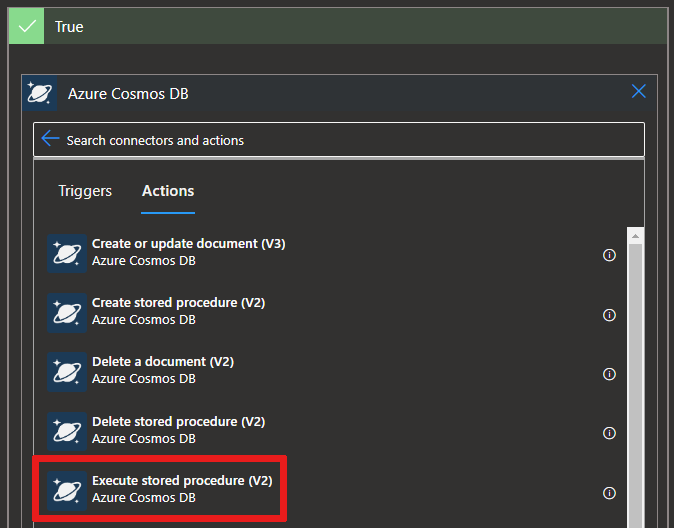 True
Azure Cosmos DB
Search connectors and actions
Triggers Actions
Create or update document (V3)
Azure Cosmos DB
Create stored procedure (V2)
Azure Cosmos DB
Delete a document (V2)
Azure Cosmos DB
Delete stored procedure (V2)
Azure Cosmos DB
Execute stored procedure (V2)
Azure Cosmos DB